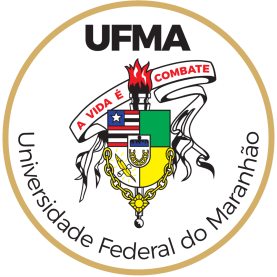 UFMA
A VIDA É COMBATE
Universidade Federal do Maranhão